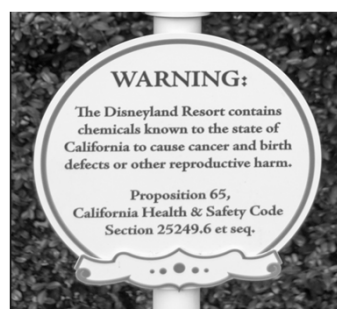 WARNING:
The Disneyland Resort contains
chemicals known to the state of
California to cause cancer and birth
defects or other reproductive harm.
Proposition 65,
California Health & Safety Code
Section 25249.6 et seq.